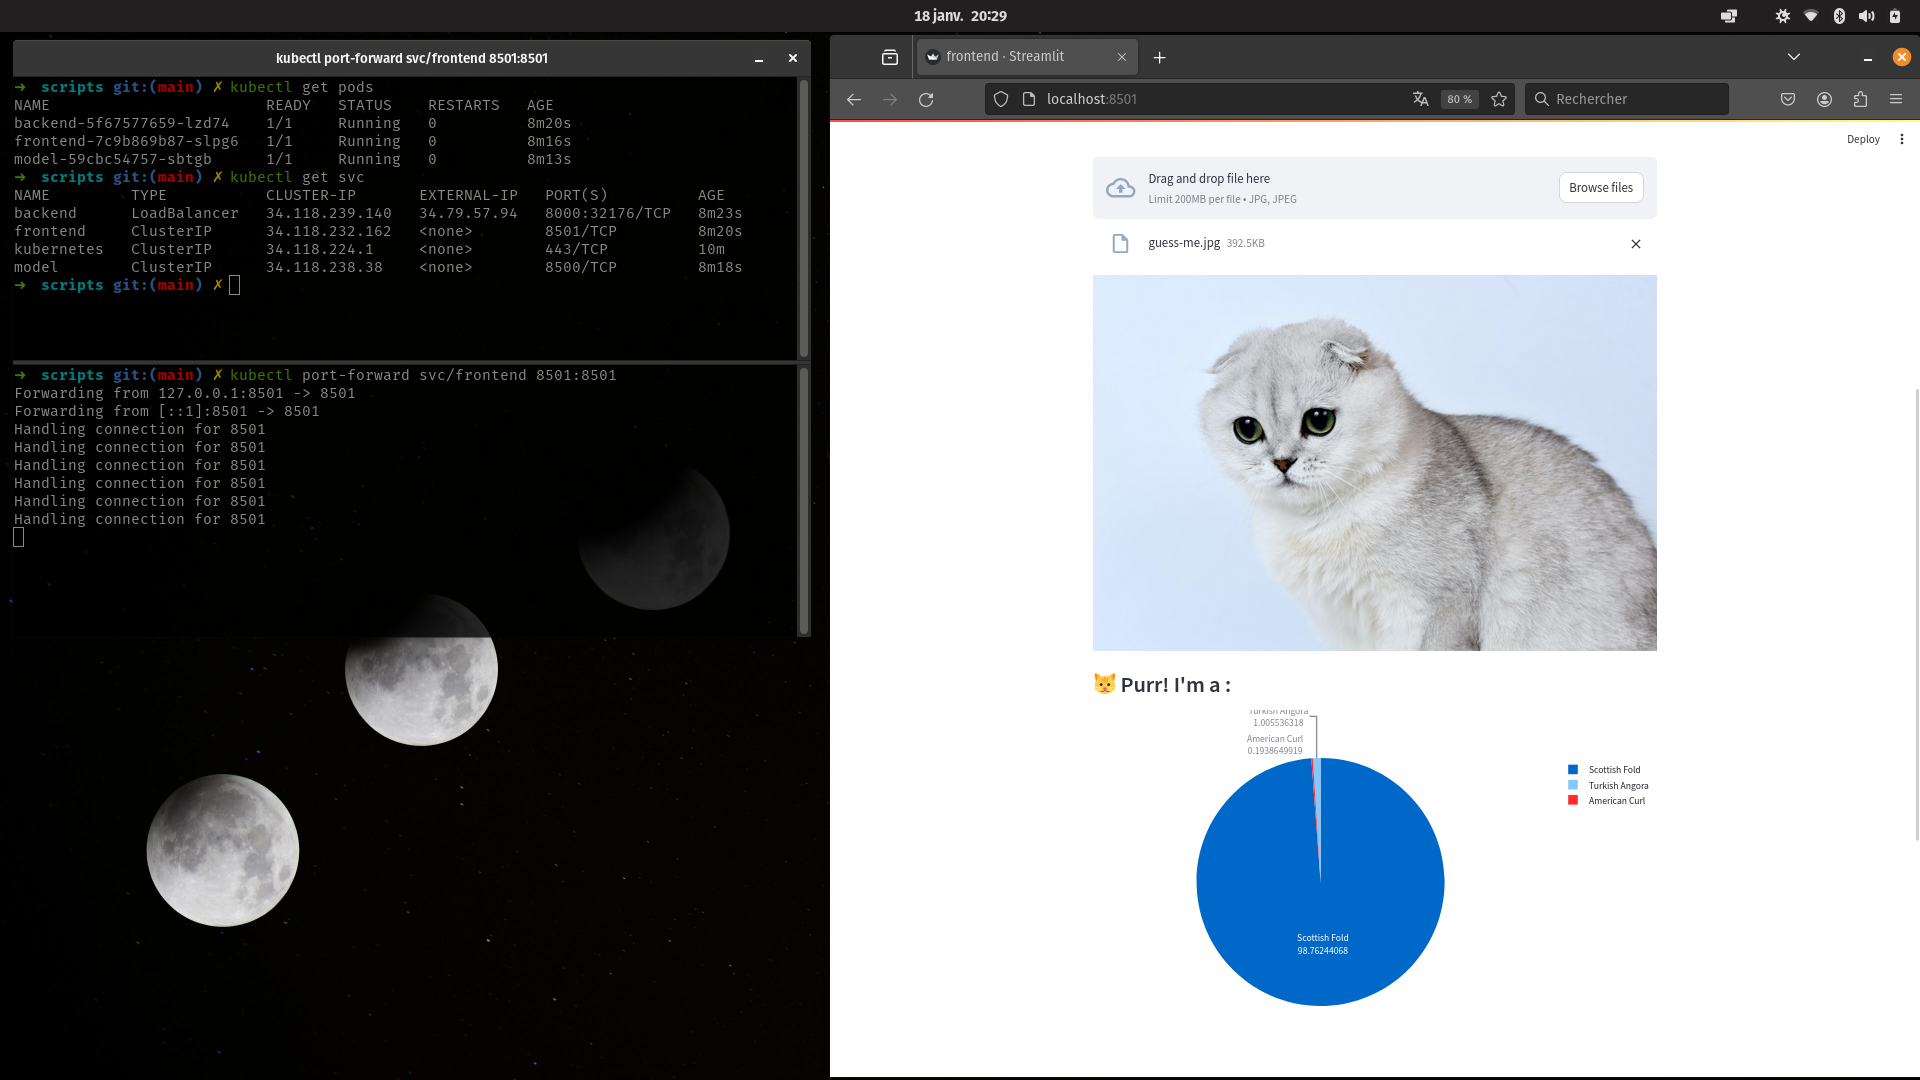 18 janv. 20:29
kubectl port-forward svc/frontend 8501:8501
➜ scripts git:(main) ✗ kubectl get pods
NAME READY STATUS RESTARTS AGE
backend-5f67577659-lzd74 1/1 Running 0 8m20s
frontend-7c9b869b87-slpg6 1/1 Running 0 8m16s
model-59cbc54757-sbtgb 1/1 Running 0 8m13s
➜ scripts git:(main) ✗ kubectl get svc
NAME TYPE CLUSTER-IP EXTERNAL-IP PORT(S) AGE
backend LoadBalancer 34.118.239.140 34.79.57.94 8000:32176/TCP 8m23s
frontend ClusterIP 34.118.232.162 <none> 8501/TCP 8m20s
kubernetes ClusterIP 34.118.224.1 <none> 443/TCP 10m
model ClusterIP 34.118.238.38 <none> 8500/TCP 8m18s
➜ scripts git:(main) ✗
➜ scripts git:(main) ✗ kubectl port-forward svc/frontend 8501:8501
Forwarding from 127.0.0.1:8501 -> 8501
Forwarding from [::1]:8501 -> 8501
Handling connection for 8501
Handling connection for 8501
Handling connection for 8501
Handling connection for 8501
Handling connection for 8501
Handling connection for 8501
frontend · Streamlit
localhost:8501
80 %
Rechercher
Deploy
Drag and drop file here
Limit 200MB per file • JPG, JPEG
Browse files
guess-me.jpg 392.5KB
🐱 Purr! I'm a :
Turkish Angora
1.005536318
American Curl
0.1938649919
Scottish Fold
98.76244068
Scottish Fold
Turkish Angora
American Curl